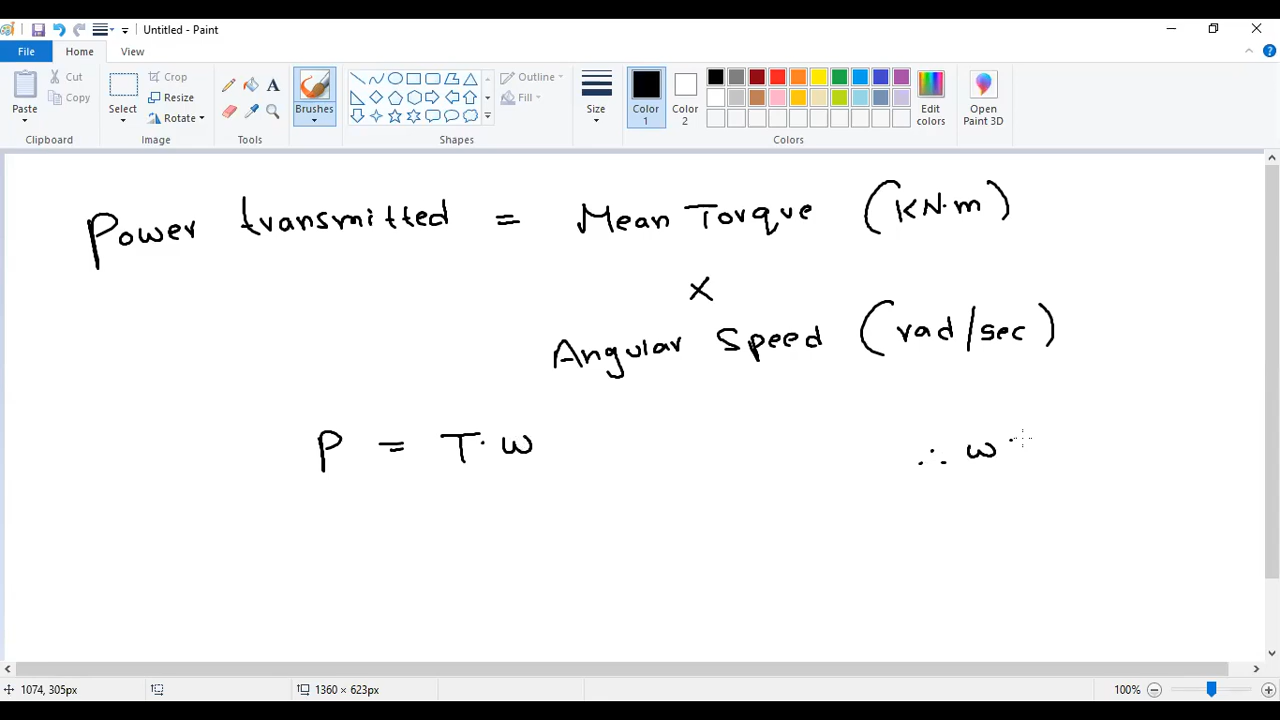 Untitled - Paint
File Home View
Paste Cut Copy Clipboard
Select Crop Resize Rotate Image
Tools
Brushes
Outline Fill Shapes
Size
Color 1 Color 2 Edit colors Colors
Open Paint 3D
Power transmitted = Mean Torque (KN·m)
×
Angular Speed (rad/sec)
P = T·ω ∴ ω
1074, 305px 1360 × 623px 100%